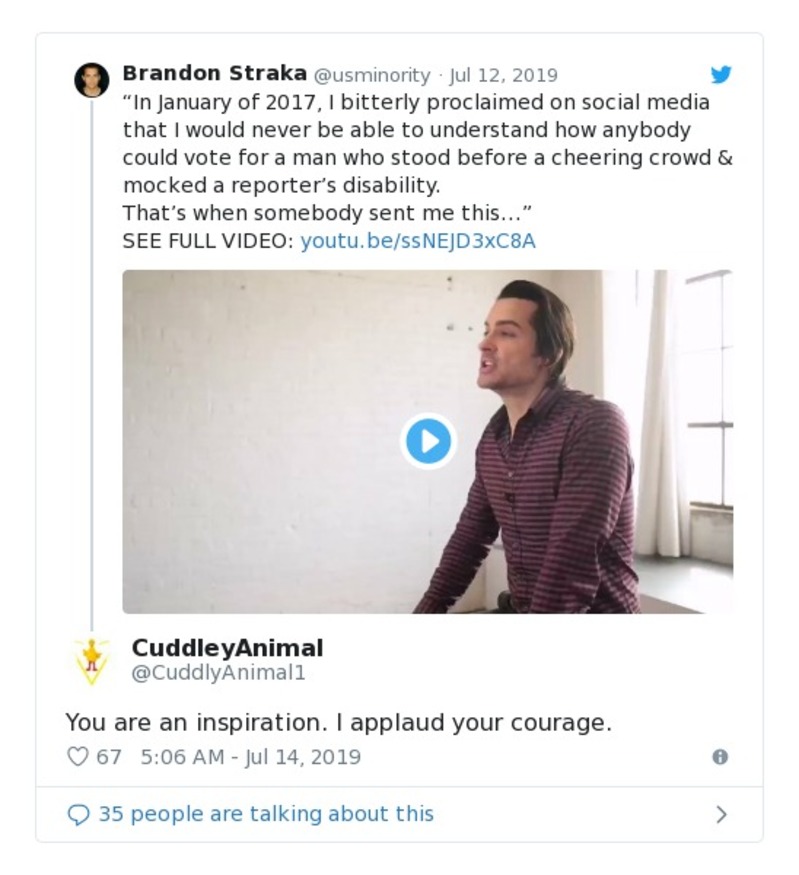 Brandon Straka @usminority · Jul 12, 2019
“In January of 2017, I bitterly proclaimed on social media
that I would never be able to understand how anybody
could vote for a man who stood before a cheering crowd &
mocked a reporter’s disability.
That’s when somebody sent me this…”
SEE FULL VIDEO: youtu.be/ssNEJD3xC8A
CuddleyAnimal
@CuddlyAnimal1
You are an inspiration. I applaud your courage.
67 5:06 AM - Jul 14, 2019
35 people are talking about this